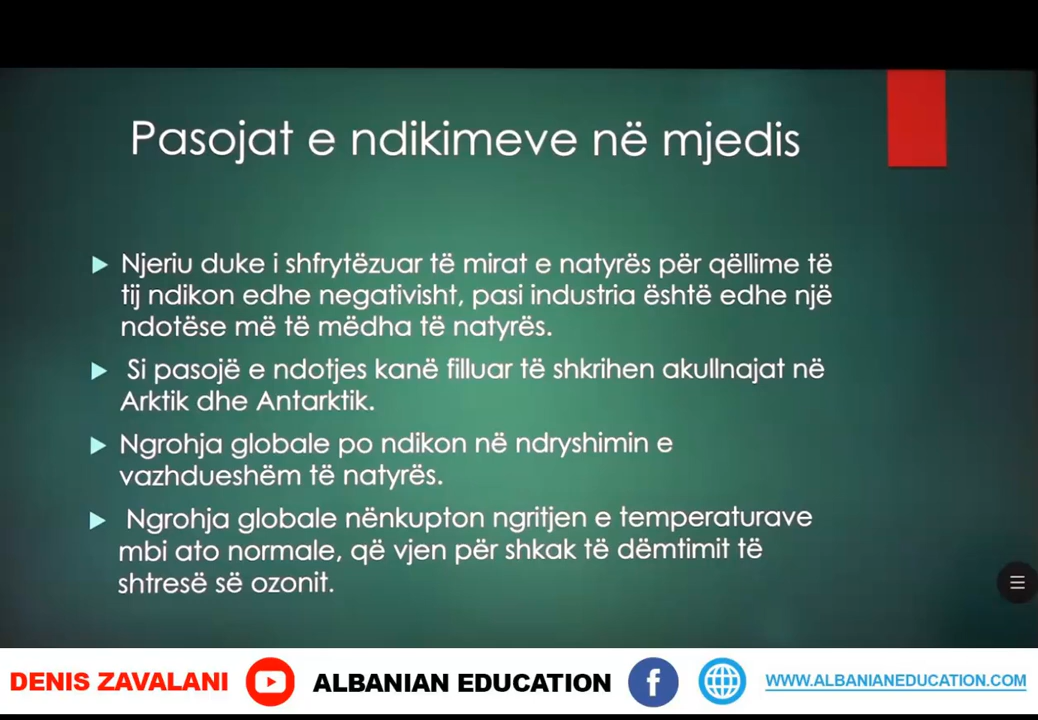 Pasojat e ndikimeve në mjedis
Njeriu duke i shfrytëzuar të mirat e natyrës për qëllime të
tij ndikon edhe negativisht, pasi industria është edhe një
ndotëse më të mëdha të natyrës.
Si pasojë e ndotjes kanë filluar të shkrihen akullnajat në
Arktik dhe Antarktik.
Ngrohja globale po ndikon në ndryshimin e
vazhdueshëm të natyrës.
Ngrohja globale nënkupton ngritjen e temperaturave
mbi ato normale, që vjen për shkak të dëmtimit të
shtresë së ozonit.
DENIS ZAVALANI ALBANIAN EDUCATION f WWW.ALBANIANEDUCATION.COM